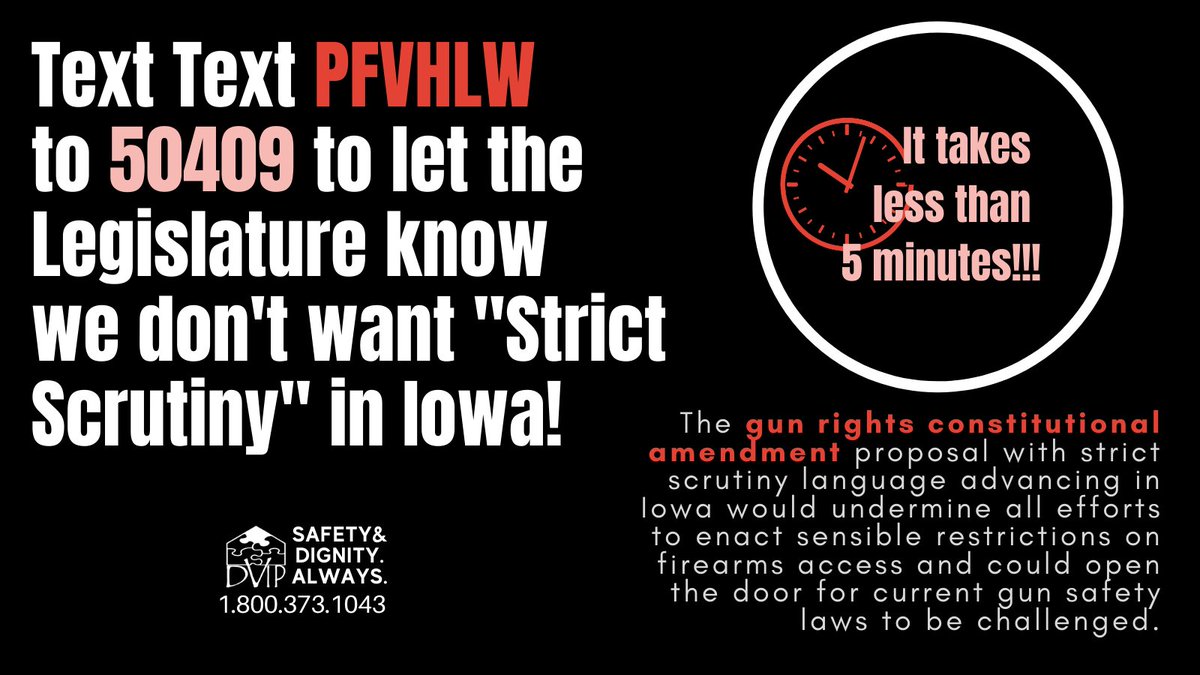 Text Text PFVHLW
to 50409 to let the
Legislature know
we don't want "Strict
Scrutiny" in Iowa!
It takes
less than
5 minutes!!!
The gun rights constitutional
amendment proposal with strict
scrutiny language advancing in
Iowa would undermine all efforts
to enact sensible restrictions on
firearms access and could open
the door for current gun safety
laws to be challenged.
DVIP
SAFETY&
DIGNITY.
ALWAYS.
1.800.373.1043